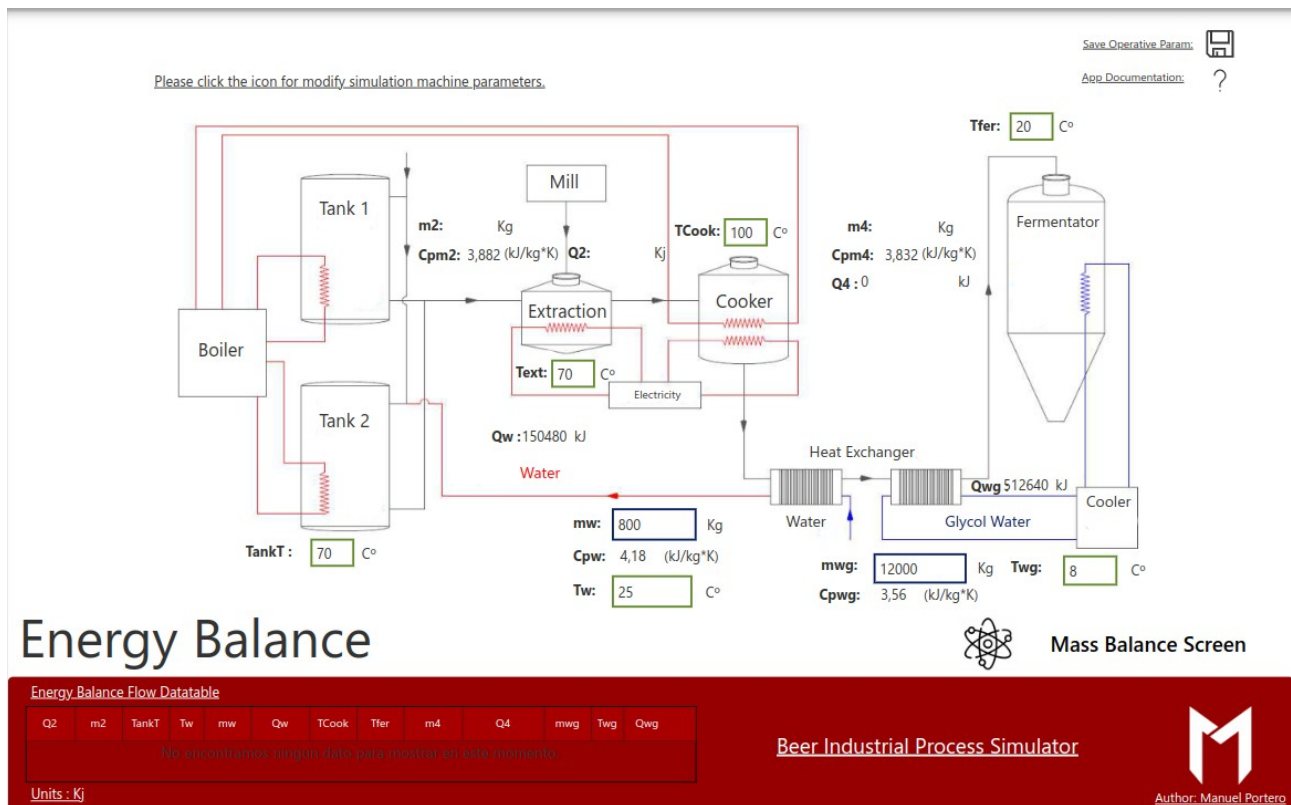 Save Operative Param:
App Documentation:
Please click the icon for modify simulation machine parameters.
Tfer: 20 Cº
Mill
Tank 1
Fermentator
m2: Kg
TCook: 100 Cº
m4: Kg
Cpm2: 3,882 (kJ/kg*K) Q2: Kj
Cpm4: 3,832 (kJ/kg*K)
Q4 : 0 kJ
Extraction
Cooker
Boiler
Text: 70 Cº
Electricity
Tank 2
Qw : 150480 kJ
Heat Exchanger
Water
Qwg 512640 kJ
Cooler
mw: 800 Kg
Water
Glycol Water
TankT : 70 Cº
Cpw: 4,18 (kJ/kg*K)
mwg: 12000 Kg Twg: 8 Cº
Tw: 25 Cº
Cpwg: 3,56 (kJ/kg*K)
Energy Balance
Mass Balance Screen
Energy Balance Flow Datatable
Q2 m2 TankT Tw mw Qw TCook Tfer m4 Q4 mwg Twg Qwg
No encontramos ningún dato para mostrar en este momento.
Beer Industrial Process Simulator
Units : Kj
Author: Manuel Portero